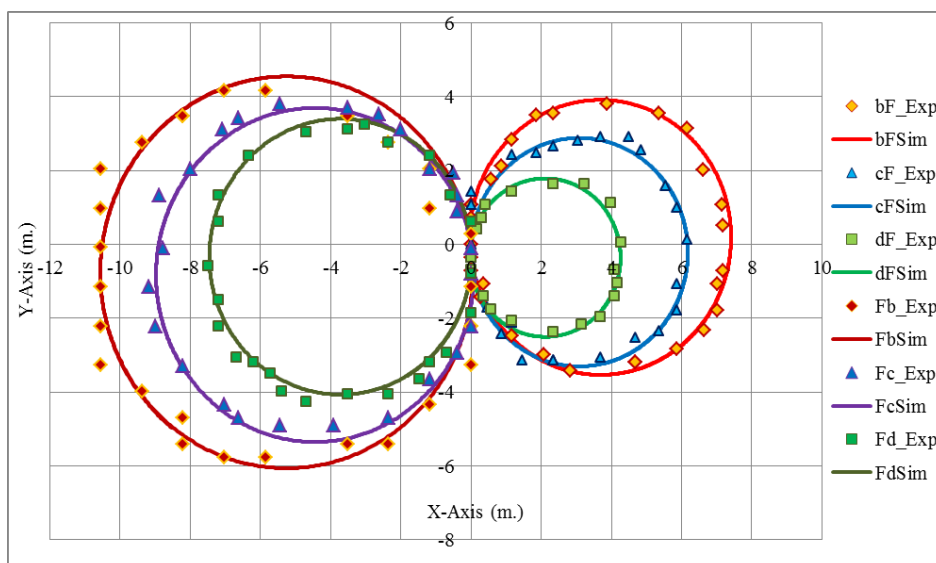 6
4
2
0
-2
-4
-6
-8
-12 -10 -8 -6 -4 -2 0 2 4 6 8 10
Y-Axis (m.)
X-Axis (m.)
bF_Exp
bFSim
cF_Exp
cFSim
dF_Exp
dFSim
Fb_Exp
FbSim
Fc_Exp
FcSim
Fd_Exp
FdSim